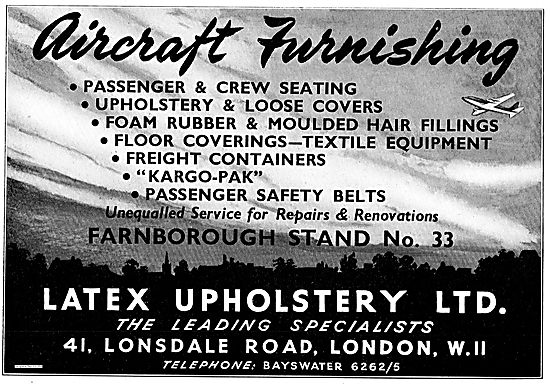 Aircraft Furnishing
• PASSENGER & CREW SEATING
• UPHOLSTERY & LOOSE COVERS
• FOAM RUBBER & MOULDED HAIR FILLINGS
• FLOOR COVERINGS—TEXTILE EQUIPMENT
• FREIGHT CONTAINERS
• "KARGO-PAK"
• PASSENGER SAFETY BELTS
Unequalled Service for Repairs & Renovations
FARNBOROUGH STAND No. 33
LATEX UPHOLSTERY LTD.
THE LEADING SPECIALISTS
41, LONSDALE ROAD, LONDON, W.11
TELEPHONE: BAYSWATER 6262/5